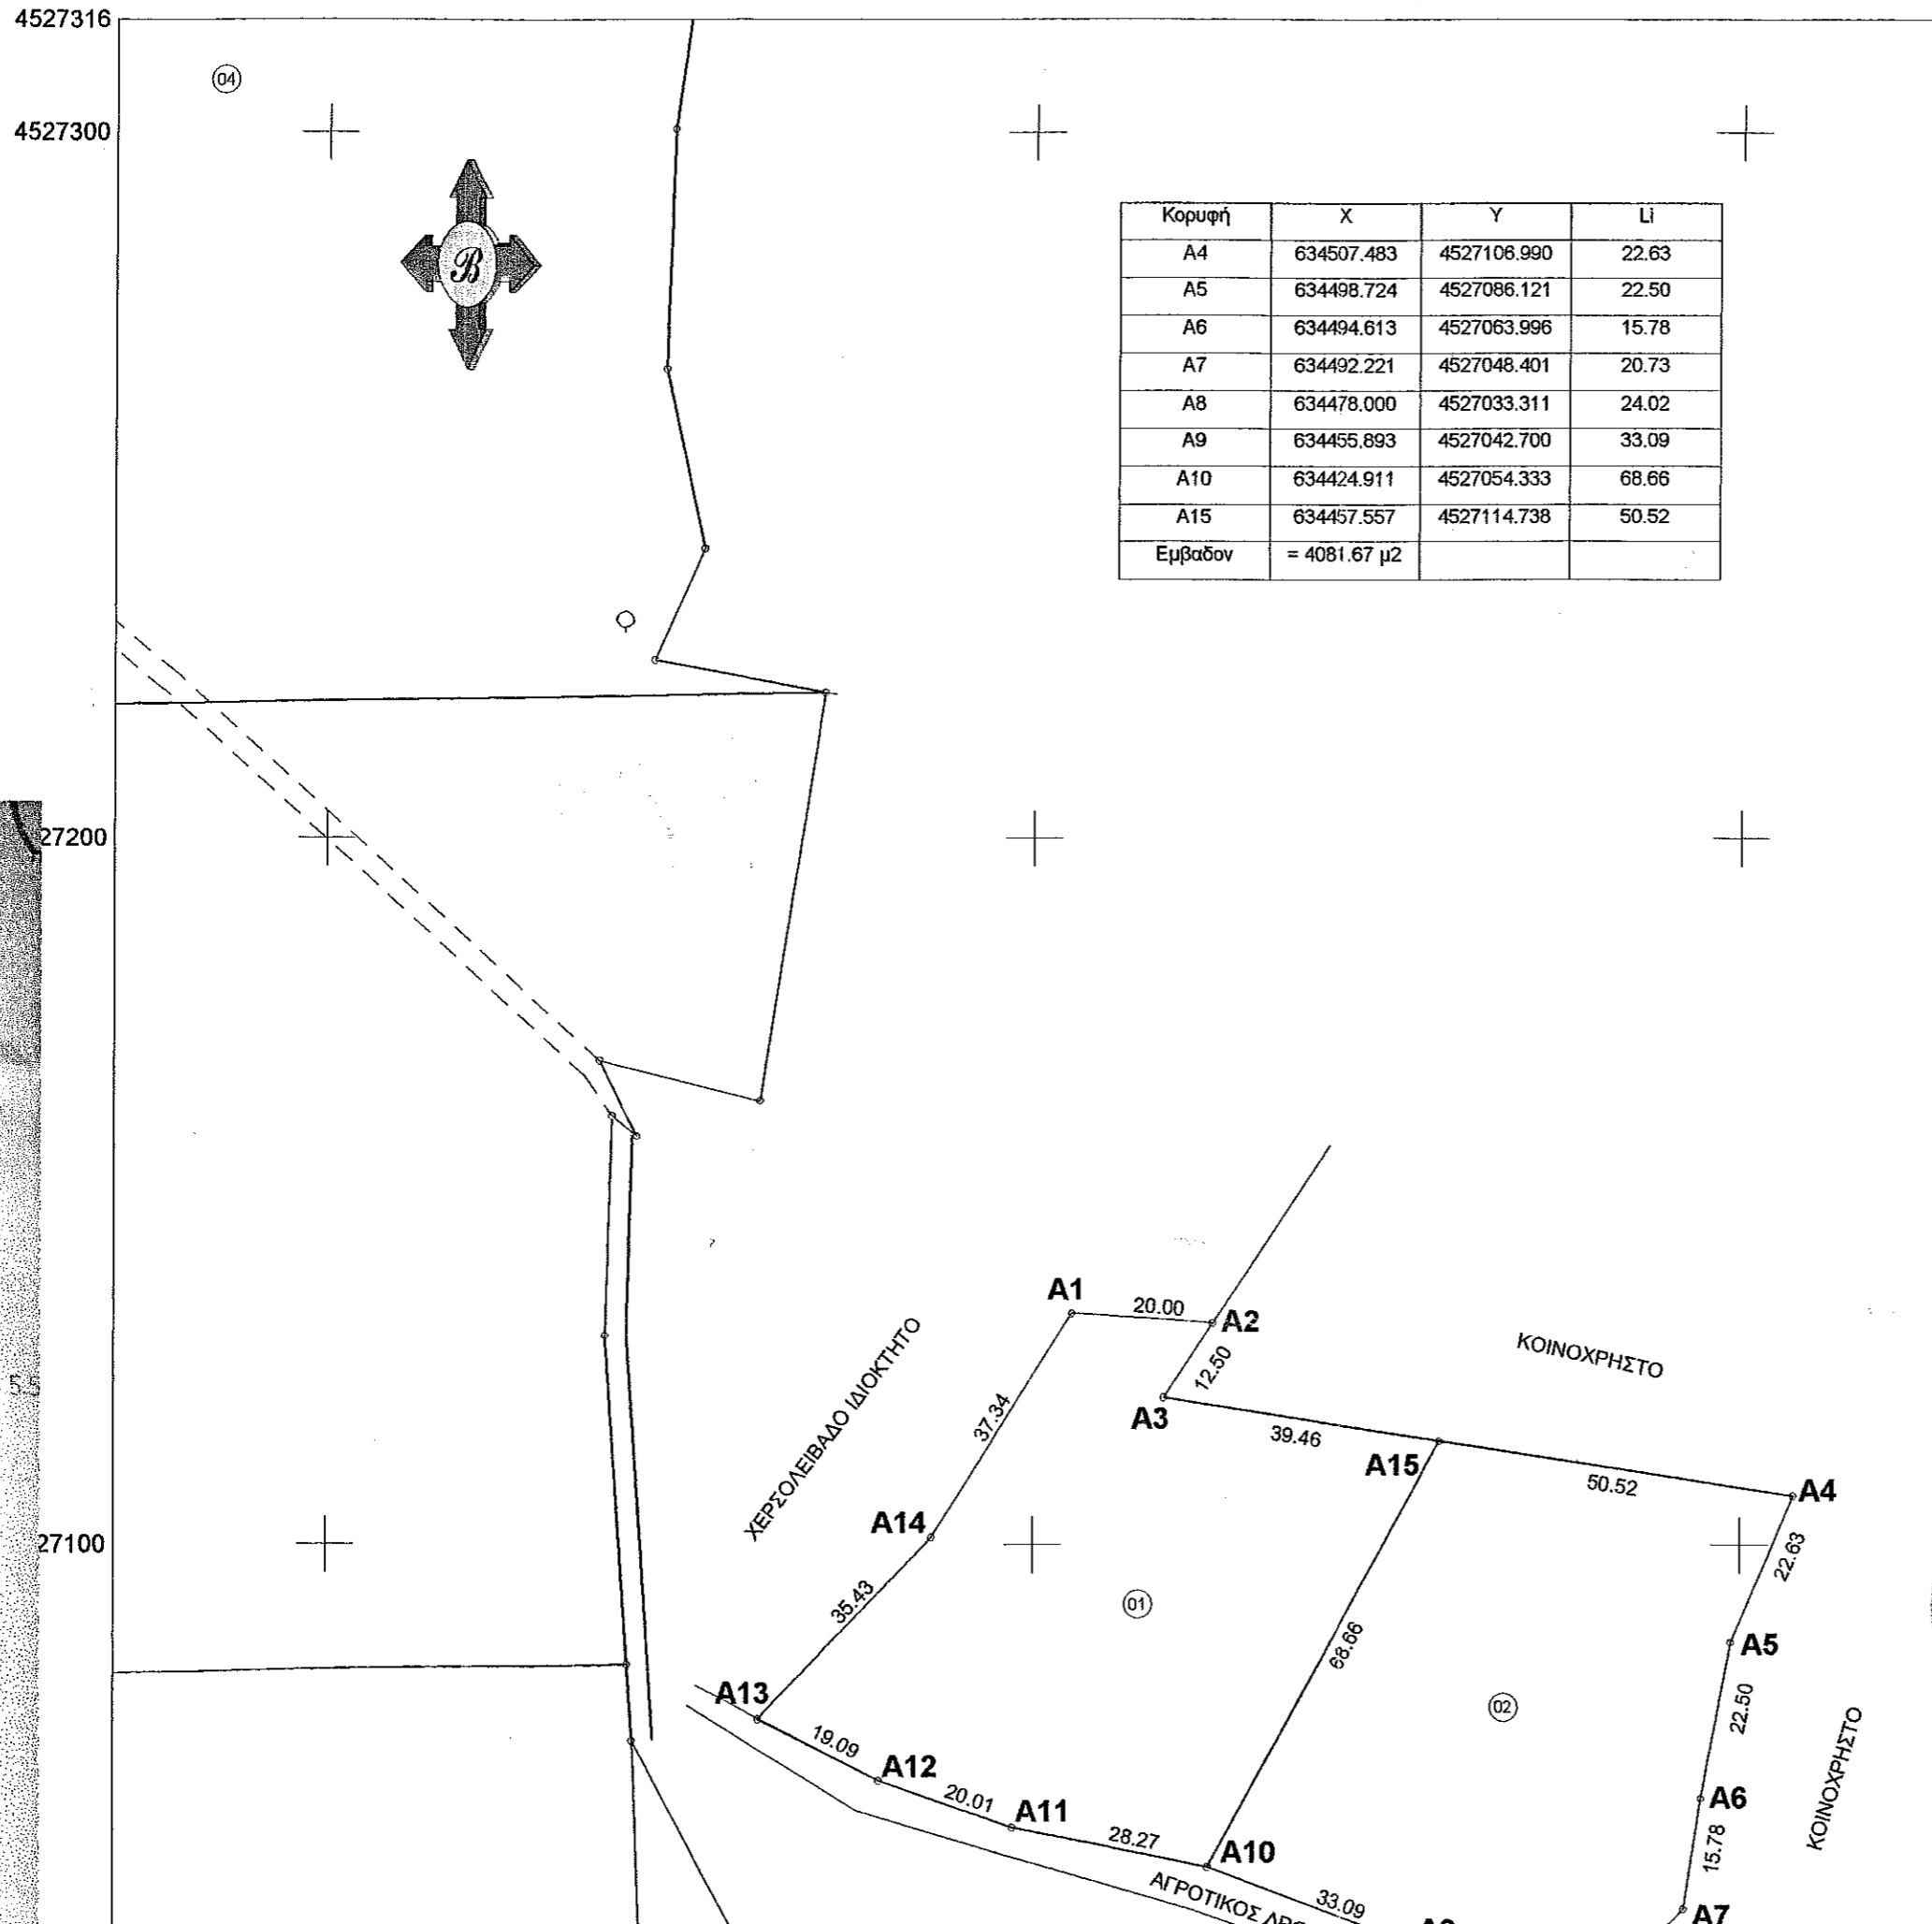 4527316
04
4527300
B
Κορυφή X Y Li
A4 634507.483 4527106.990 22.63
A5 634498.724 4527086.121 22.50
A6 634494.613 4527063.996 15.78
A7 634492.221 4527048.401 20.73
A8 634478.000 4527033.311 24.02
A9 634455.893 4527042.700 33.09
A10 634424.911 4527054.333 68.66
A15 634457.557 4527114.738 50.52
Εμβαδον = 4081.67 μ2
27200
A1
20.00
A2
ΚΟΙΝΟΧΡΗΣΤΟ
ΧΕΡΣΟΛΕΙΒΑΔΟ ΙΔΙΟΚΤΗΤΟ
12.50
37.34
A3
39.46
A15
50.52
A4
A14
27100
22.63
35.43
01
68.66
A5
A13
02
22.50
19.09
A12
ΚΟΙΝΟΧΡΗΣΤΟ
20.01
A11
A6
28.27
A10
15.78
ΑΓΡΟΤΙΚΟΣ
33.09
A7